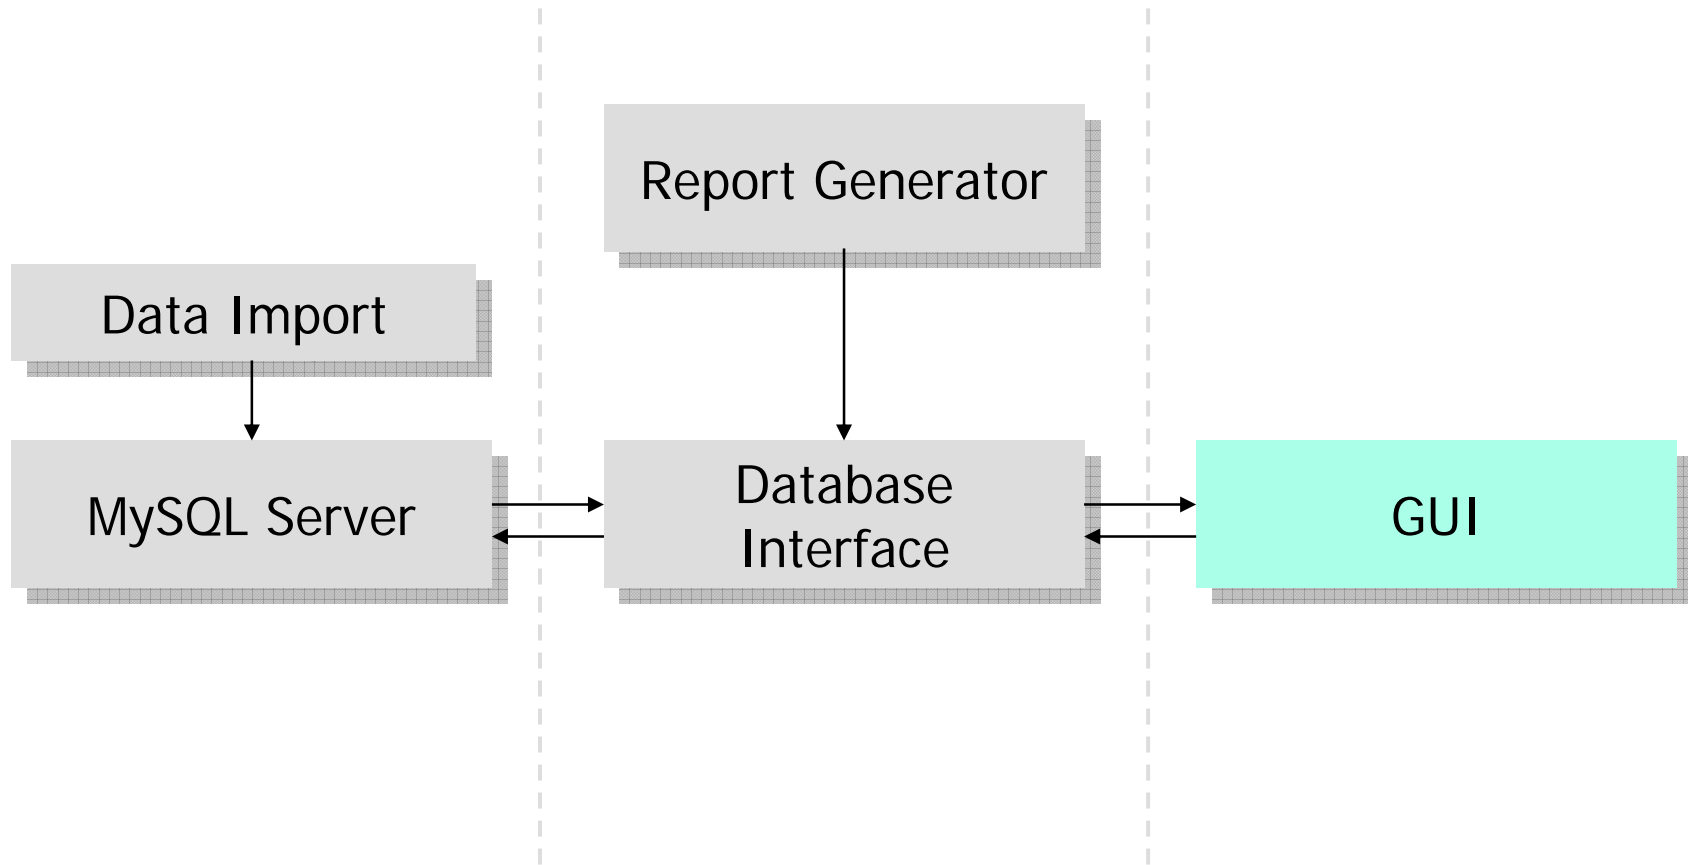 Report Generator
Data Import
MySQL Server
Database
Interface
GUI